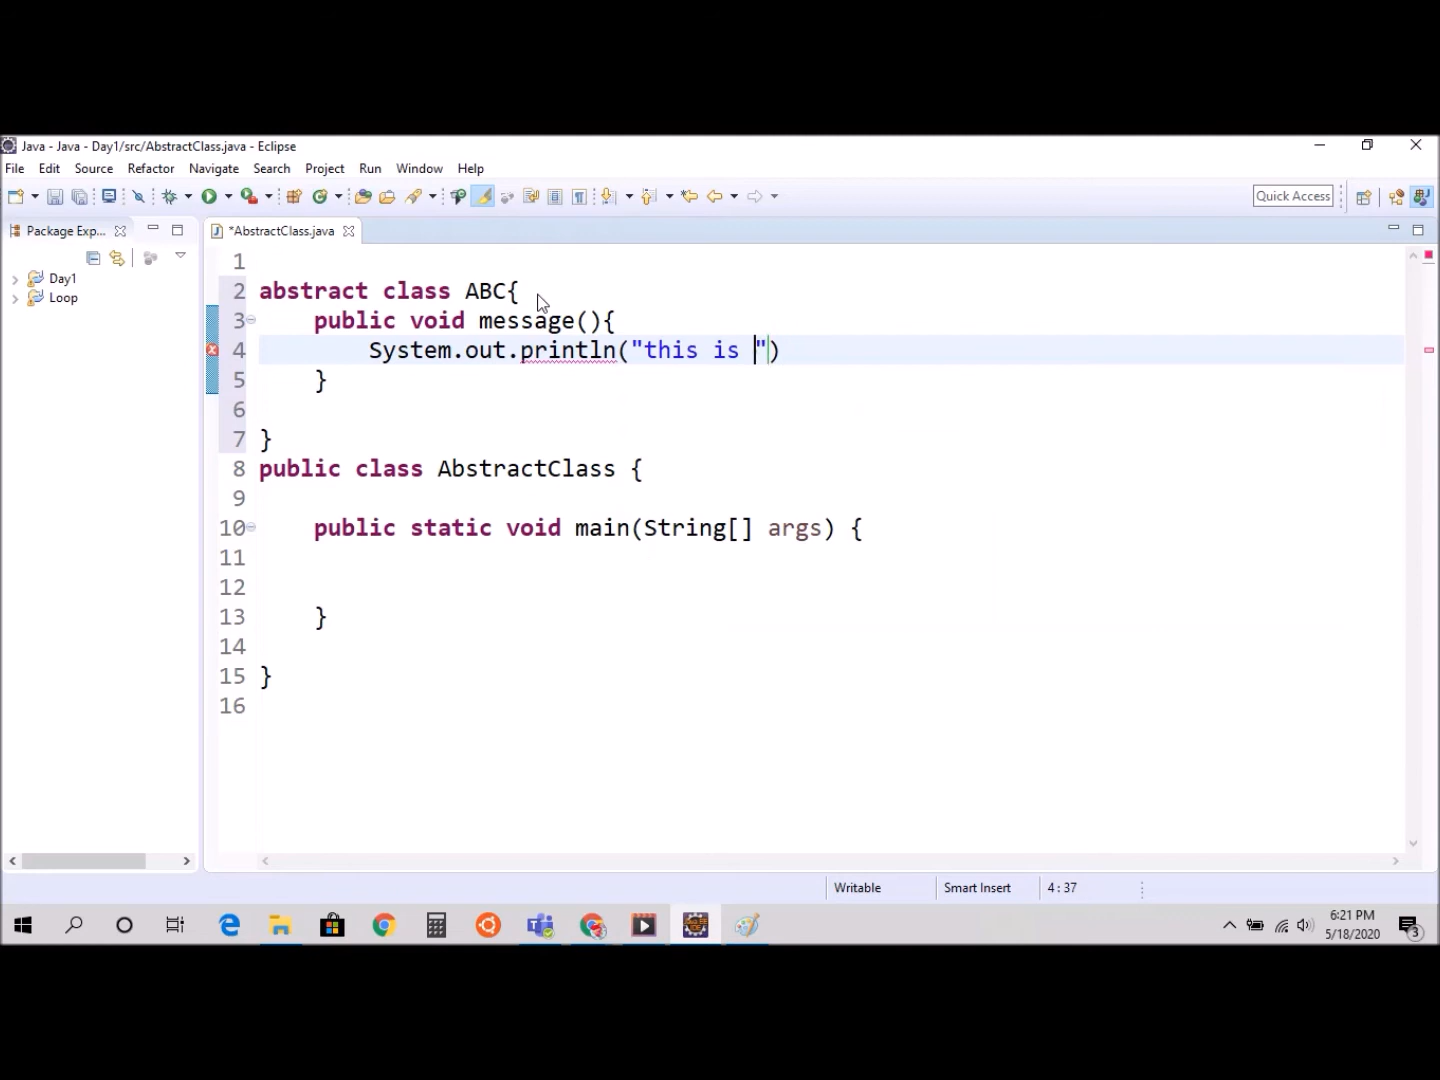 Java - Java - Day1/src/AbstractClass.java - Eclipse
File Edit Source Refactor Navigate Search Project Run Window Help
Quick Access
Package Exp...
*AbstractClass.java
Day1
Loop
1
2 abstract class ABC{
3 public void message(){
4 System.out.println("this is ")
5 }
6
7 }
8 public class AbstractClass {
9
10 public static void main(String[] args) {
11
12
13 }
14
15 }
16
Writable Smart Insert 4 : 37
6:21 PM
5/18/2020
3